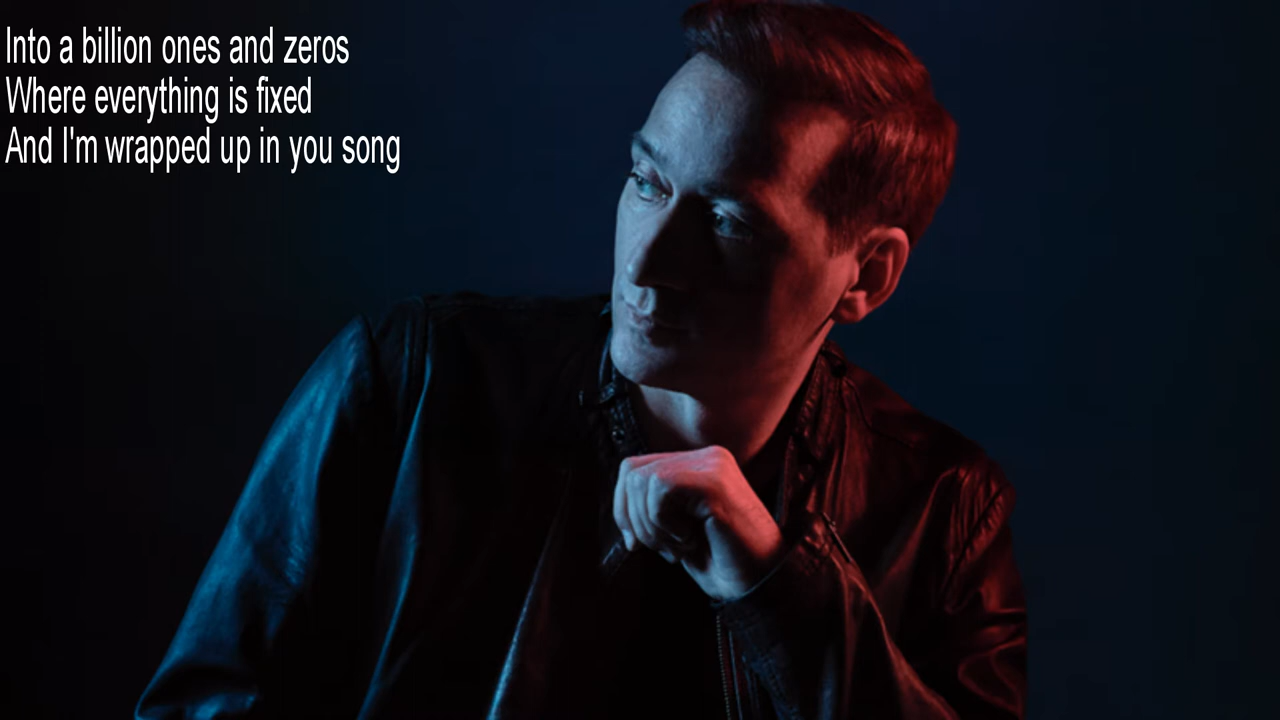 Into a billion ones and zeros
Where everything is fixed
And I'm wrapped up in you song